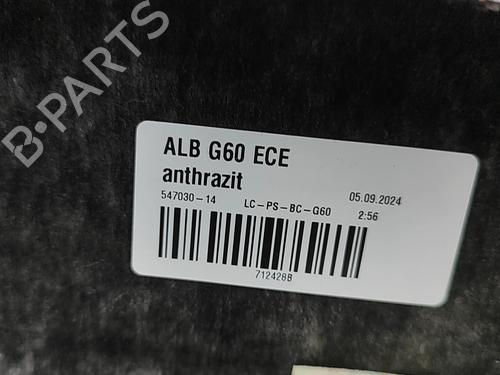 B-PARTS
ALB G60 ECE
anthrazit
05.09.2024
547030-14 LC-PS-BC-G60 2:56
712428B